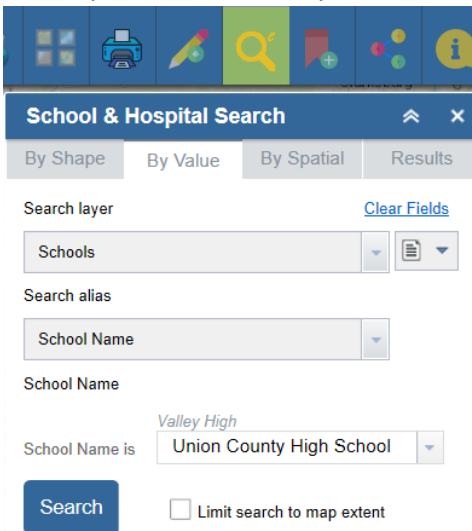 School & Hospital Search
By Shape By Value By Spatial Results
Search layer Clear Fields
Schools
Search alias
School Name
School Name
Valley High
School Name is Union County High School
Search Limit search to map extent